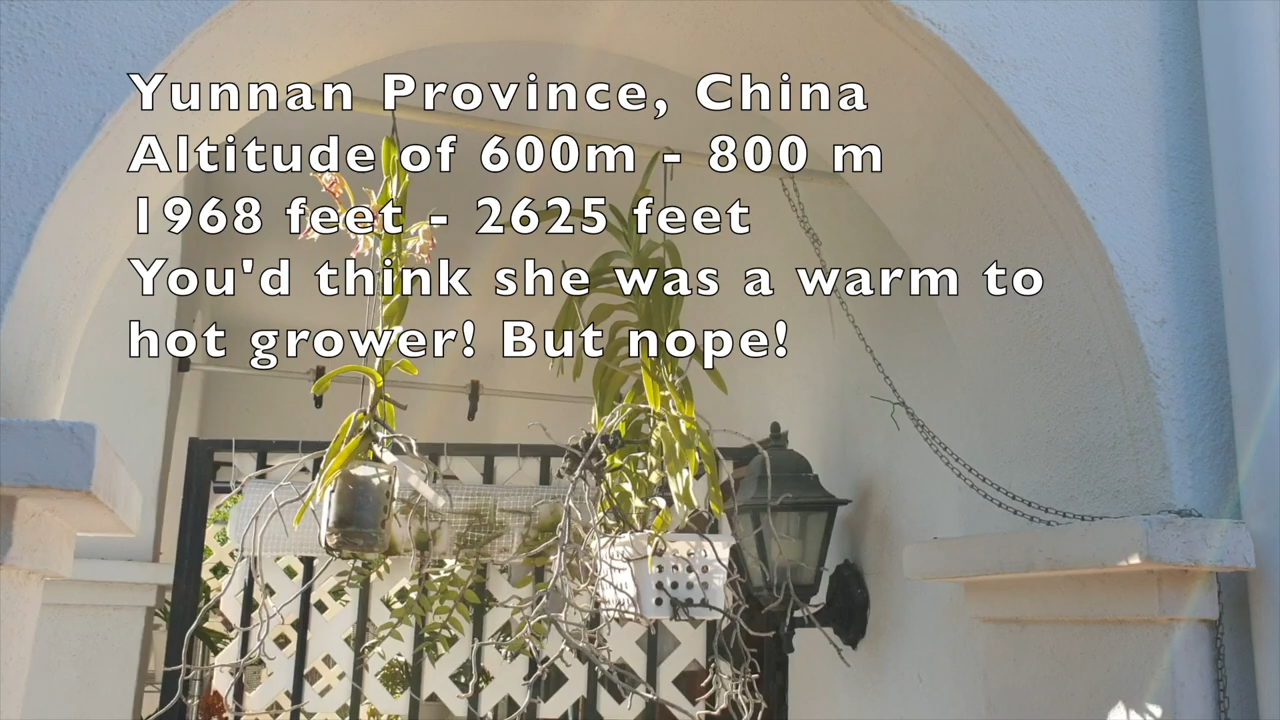 Yunnan Province, China
Altitude of 600m - 800 m
1968 feet - 2625 feet
You'd think she was a warm to
hot grower! But nope!